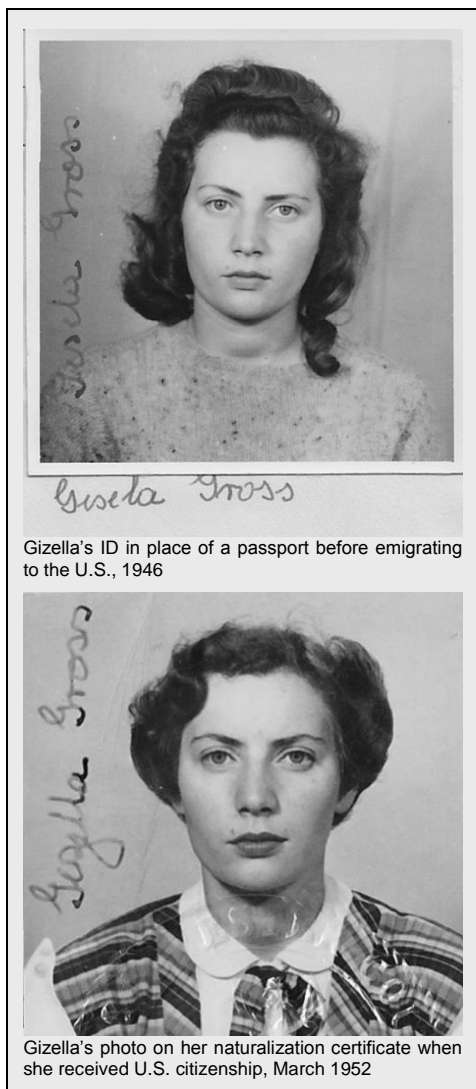 Gisela Gross
Gisela Gross
Gizella's ID in place of a passport before emigrating
to the U.S., 1946
Gizella Gross
Gizella's photo on her naturalization certificate when
she received U.S. citizenship, March 1952